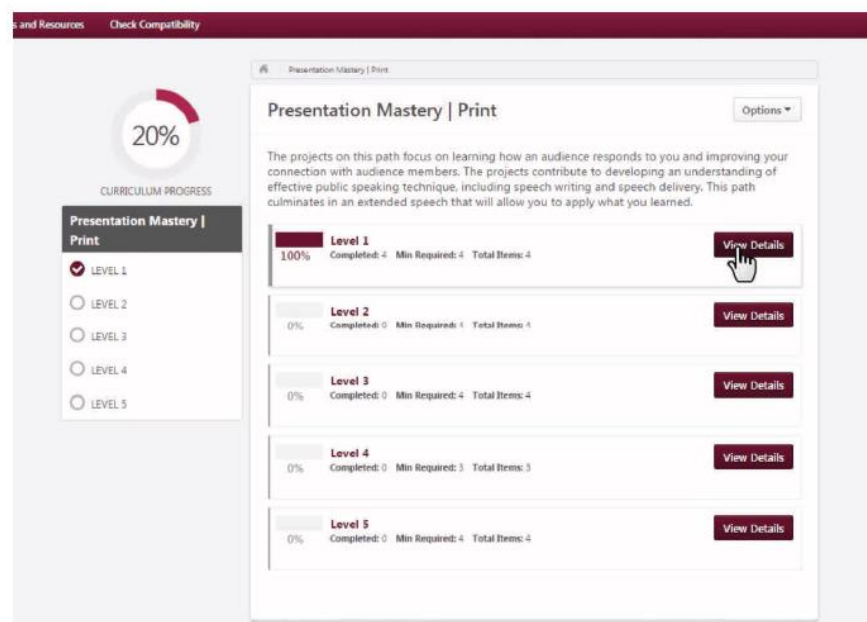 s and Resources Check Compatibility
Presentation Mastery | Print
20%
CURRICULUM PROGRESS
Presentation Mastery |
Print
LEVEL 1
LEVEL 2
LEVEL 3
LEVEL 4
LEVEL 5
Presentation Mastery | Print
Options
The projects on this path focus on learning how an audience responds to you and improving your
connection with audience members. The projects contribute to developing an understanding of
effective public speaking technique, including speech writing and speech delivery. This path
culminates in an extended speech that will allow you to apply what you learned.
Level 1
100% Completed: 4 Min Required: 4 Total Items: 4
View Details
Level 2
0% Completed: 0 Min Required: 4 Total Items: 4
View Details
Level 3
0% Completed: 0 Min Required: 4 Total Items: 4
View Details
Level 4
0% Completed: 0 Min Required: 3 Total Items: 3
View Details
Level 5
0% Completed: 0 Min Required: 4 Total Items: 4
View Details